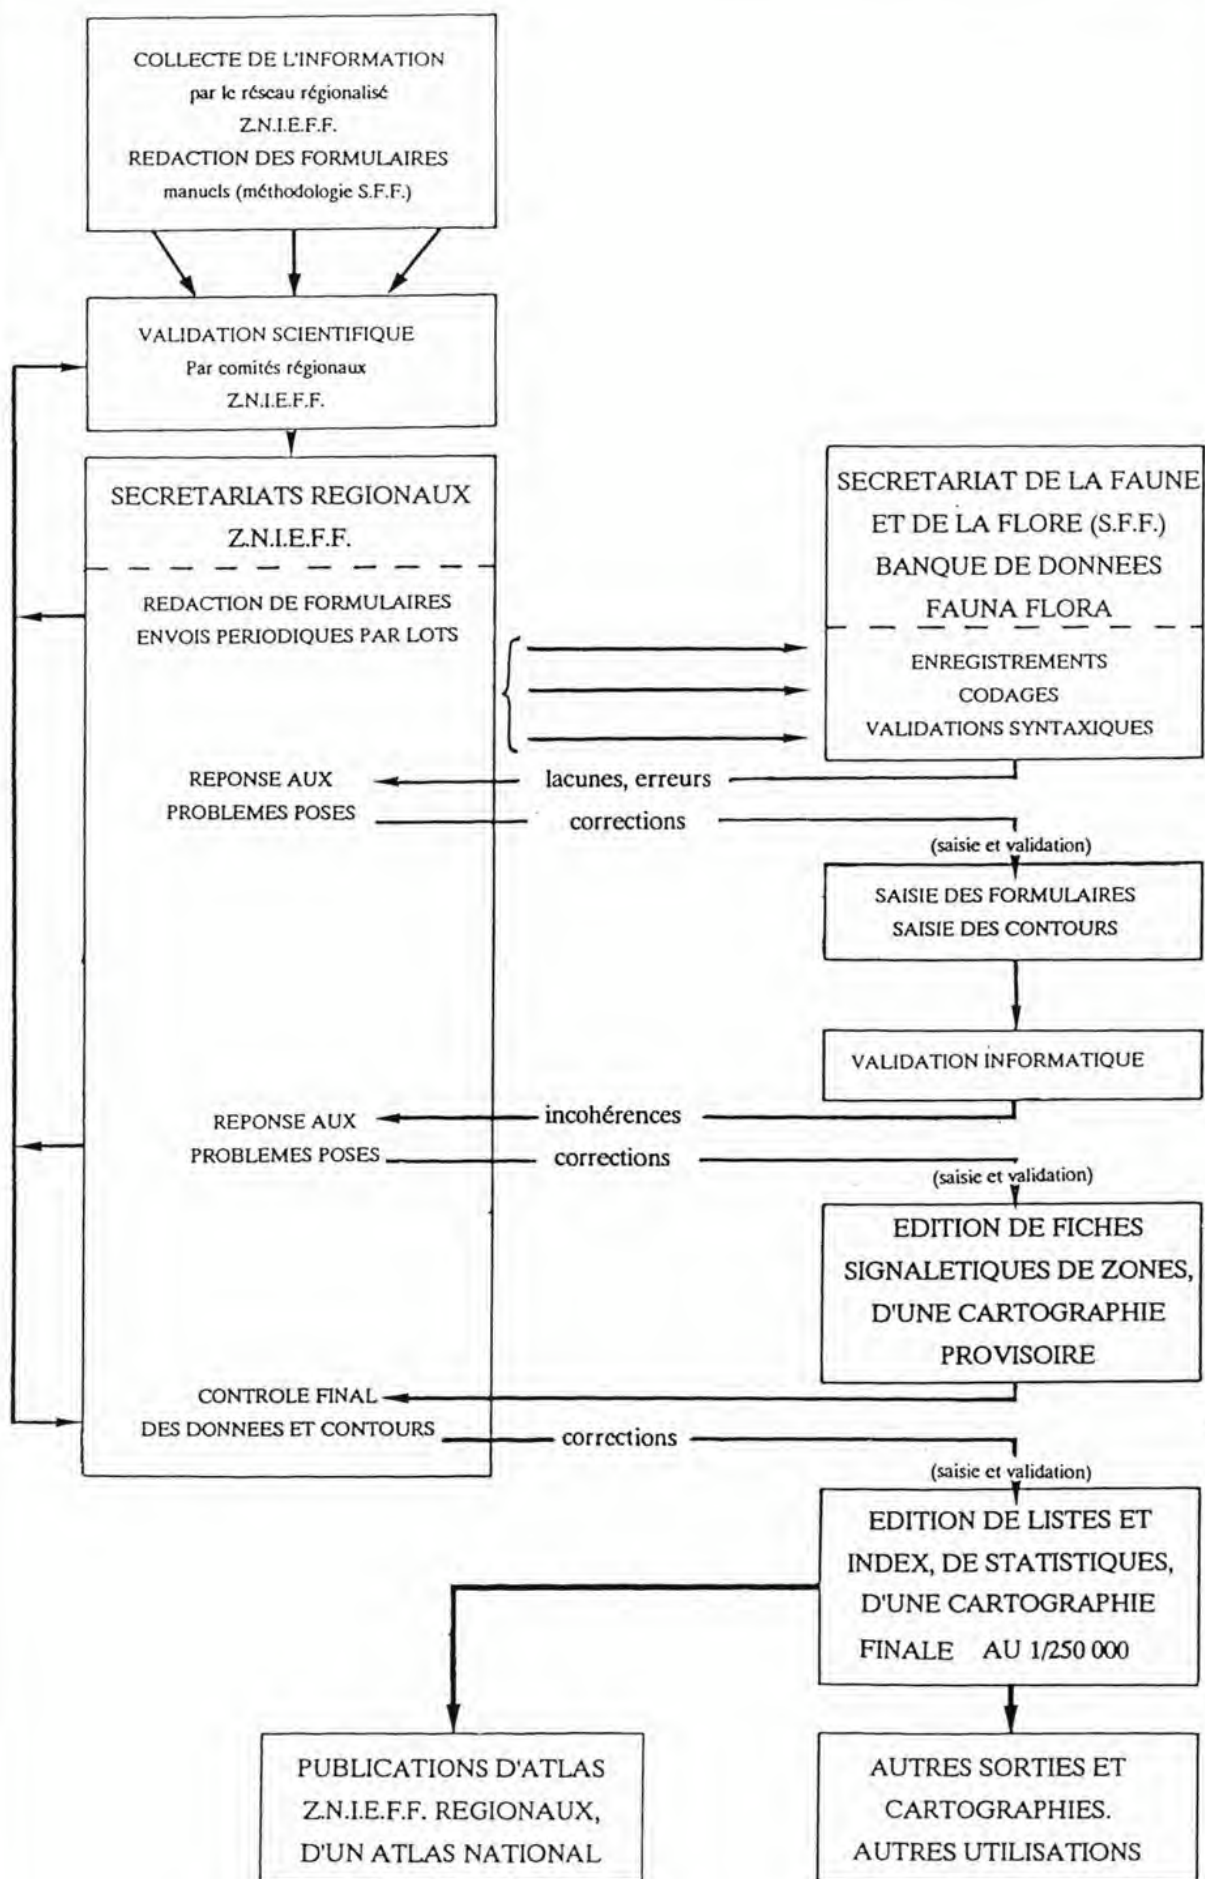 COLLECTE DE L'INFORMATION
par le réseau régionalisé
Z.N.I.E.F.F.
REDACTION DES FORMULAIRES
manuels (méthodologie S.F.F.)
VALIDATION SCIENTIFIQUE
Par comités régionaux
Z.N.I.E.F.F.
SECRETARIATS REGIONAUX
Z.N.I.E.F.F.
REDACTION DE FORMULAIRES
ENVOIS PERIODIQUES PAR LOTS
SECRETARIAT DE LA FAUNE
ET DE LA FLORE (S.F.F.)
BANQUE DE DONNEES
FAUNA FLORA
ENREGISTREMENTS
CODAGES
VALIDATIONS SYNTAXIQUES
REPONSE AUX
PROBLEMES POSES
lacunes, erreurs
corrections
(saisie et validation)
SAISIE DES FORMULAIRES
SAISIE DES CONTOURS
VALIDATION INFORMATIQUE
REPONSE AUX
PROBLEMES POSES
incohérences
corrections
(saisie et validation)
EDITION DE FICHES
SIGNALETIQUES DE ZONES,
D'UNE CARTOGRAPHIE
PROVISOIRE
CONTROLE FINAL
DES DONNEES ET CONTOURS
corrections
(saisie et validation)
EDITION DE LISTES ET
INDEX, DE STATISTIQUES,
D'UNE CARTOGRAPHIE
FINALE AU 1/250 000
PUBLICATIONS D'ATLAS
Z.N.I.E.F.F. REGIONAUX,
D'UN ATLAS NATIONAL
AUTRES SORTIES ET
CARTOGRAPHIES.
AUTRES UTILISATIONS